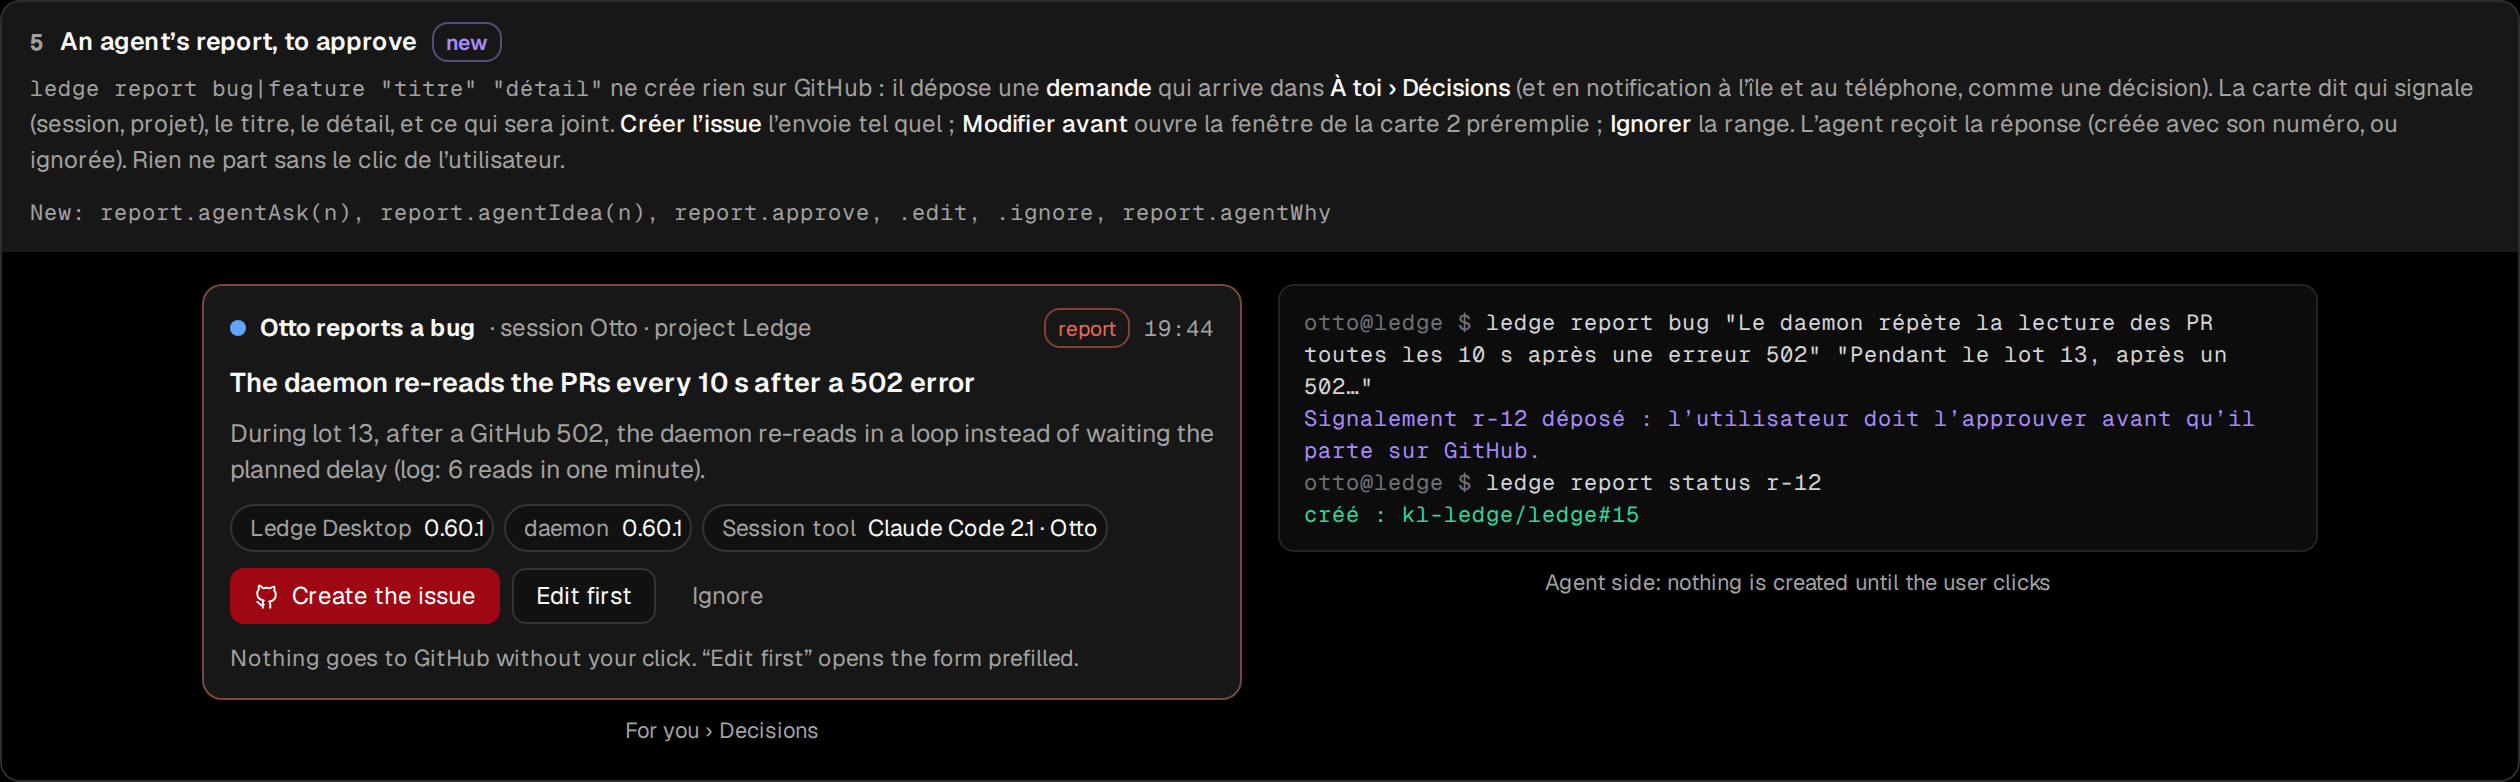 5 An agent’s report, to approve new
ledge report bug|feature "titre" "détail" ne crée rien sur GitHub : il dépose une demande qui arrive dans À toi › Décisions (et en notification à l’île et au téléphone, comme une décision). La carte dit qui signale
(session, projet), le titre, le détail, et ce qui sera joint. Créer l’issue l’envoie tel quel ; Modifier avant ouvre la fenêtre de la carte 2 préremplie ; Ignorer la range. L’agent reçoit la réponse (créée avec son numéro, ou
ignorée). Rien ne part sans le clic de l’utilisateur.
New: report.agentAsk(n), report.agentIdea(n), report.approve, .edit, .ignore, report.agentWhy
Otto reports a bug · session Otto · project Ledge report 19:44
The daemon re-reads the PRs every 10 s after a 502 error
During lot 13, after a GitHub 502, the daemon re-reads in a loop instead of waiting the
planned delay (log: 6 reads in one minute).
Ledge Desktop 0.60.1 daemon 0.60.1 Session tool Claude Code 2.1 · Otto
Create the issue Edit first Ignore
Nothing goes to GitHub without your click. “Edit first” opens the form prefilled.
For you › Decisions
otto@ledge $ ledge report bug "Le daemon répète la lecture des PR
toutes les 10 s après une erreur 502" "Pendant le lot 13, après un
502…"
Signalement r-12 déposé : l’utilisateur doit l’approuver avant qu’il
parte sur GitHub.
otto@ledge $ ledge report status r-12
créé : kl-ledge/ledge#15
Agent side: nothing is created until the user clicks